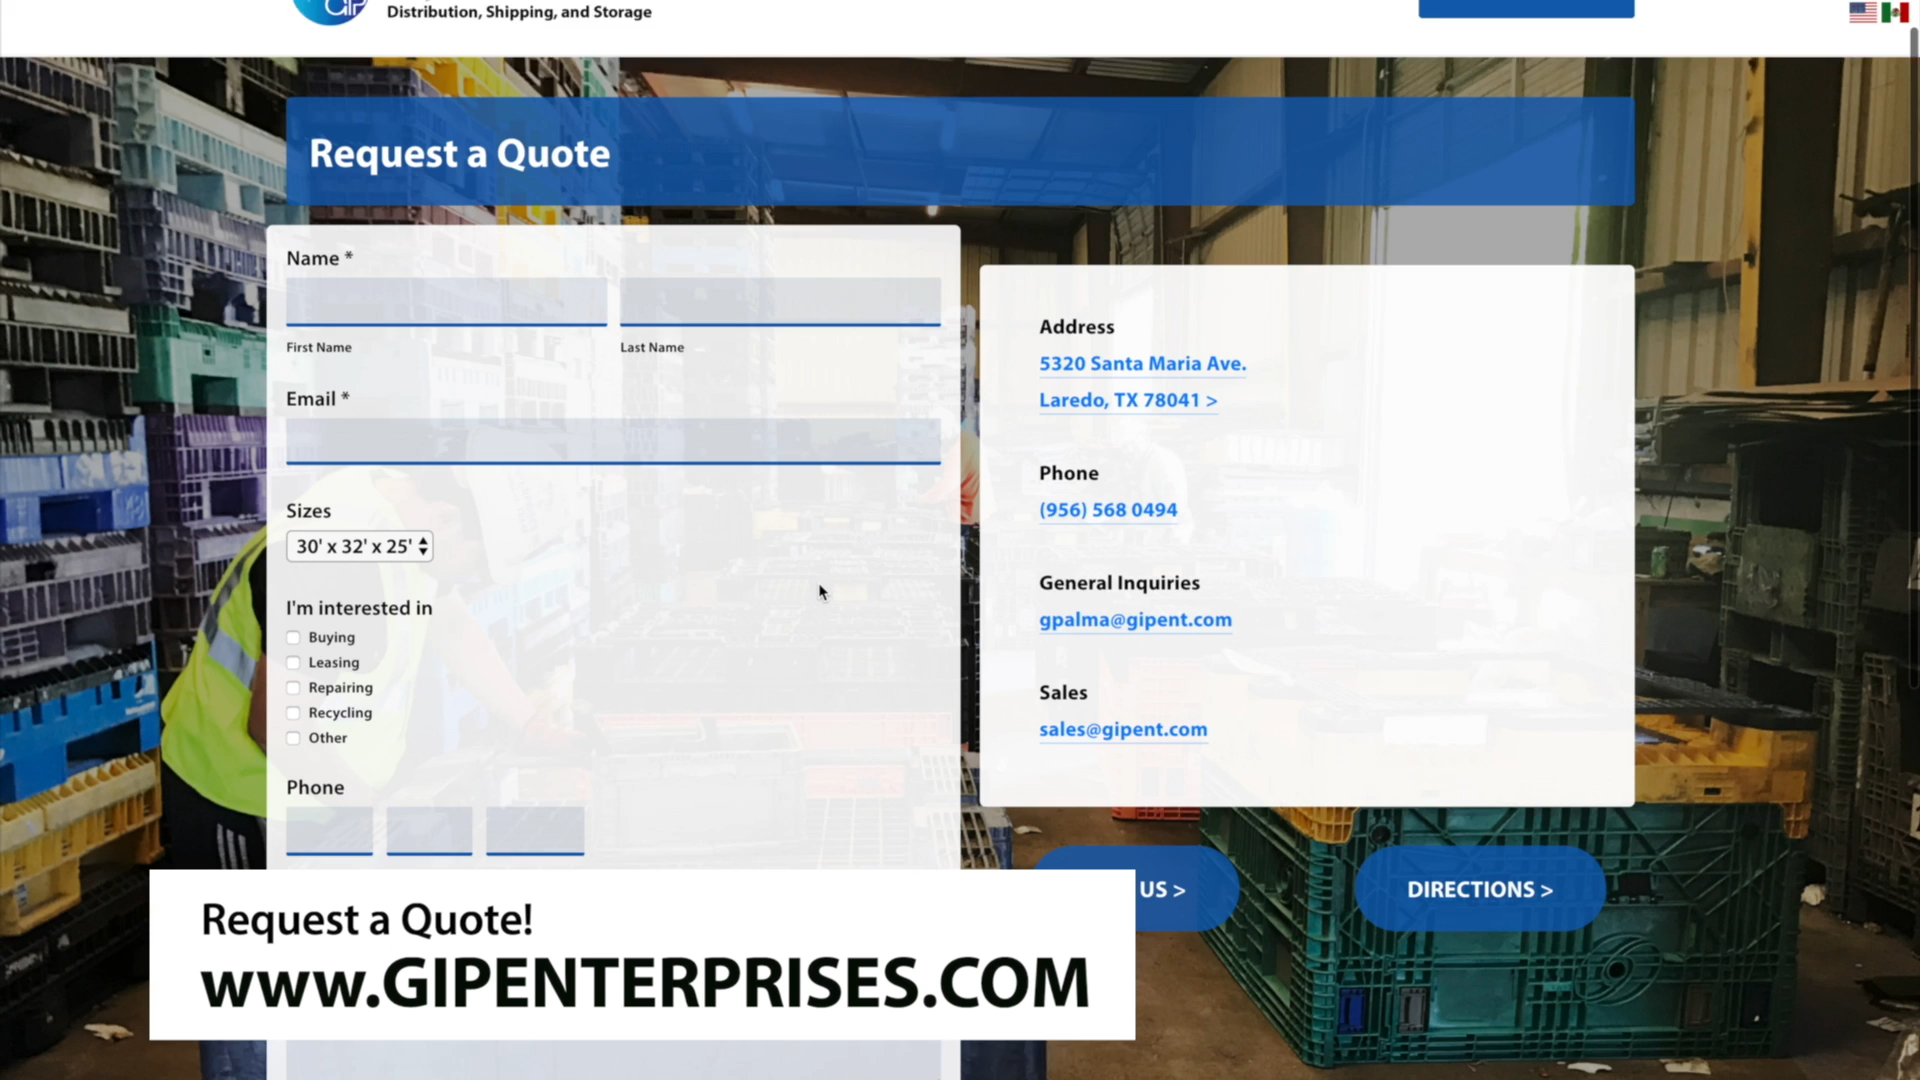 GIP
Distribution, Shipping, and Storage
Request a Quote
Name *
First Name
Last Name
Email *
Sizes
30' x 32' x 25'
I'm interested in
Buying
Leasing
Repairing
Recycling
Other
Phone
Address
5320 Santa Maria Ave.
Laredo, TX 78041 >
Phone
(956) 568 0494
General Inquiries
gpalma@gipent.com
Sales
sales@gipent.com
US >
DIRECTIONS >
Request a Quote!
www.GIPENTERPRISES.COM